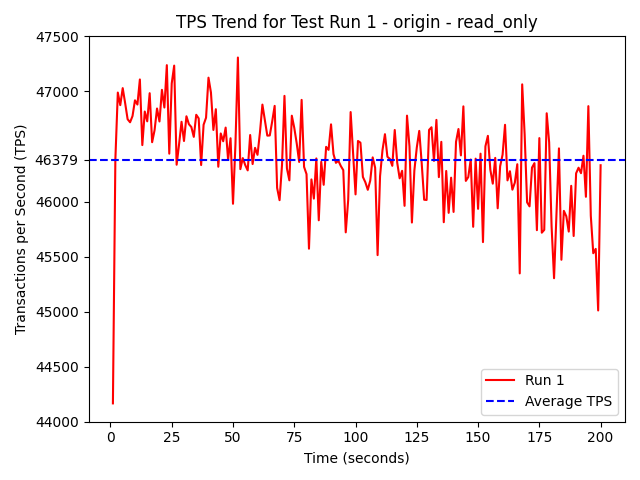 TPS Trend for Test Run 1 - origin - read_only
Transactions per Second (TPS)
47500
47000
46379
46000
45500
45000
44500
44000
0 25 50 75 100 125 150 175 200
Time (seconds)
Run 1
Average TPS